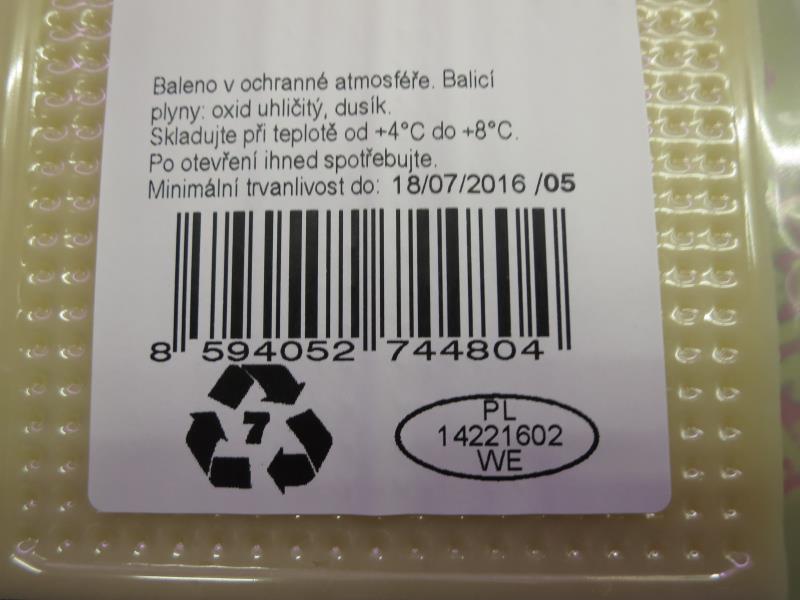 Baleno v ochranné atmosféře. Balicí
plyny: oxid uhličitý, dusík.
Skladujte při teplotě od +4°C do +8°C.
Po otevření ihned spotřebujte.
Minimální trvanlivost do: 18/07/2016 /05
8 594052 744804
7
PL
14221602
WE